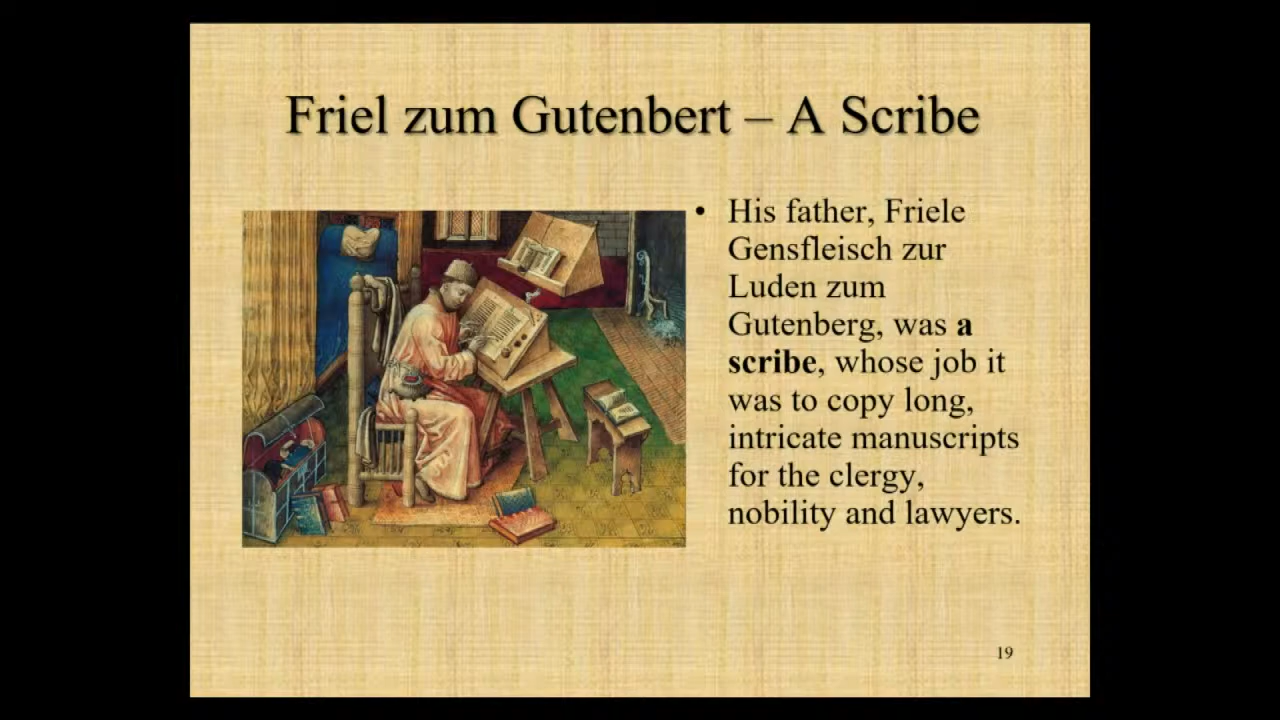 Friel zum Gutenbert – A Scribe
• His father, Friele
Gensfleisch zur
Luden zum
Gutenberg, was a
scribe, whose job it
was to copy long,
intricate manuscripts
for the clergy,
nobility and lawyers.
19